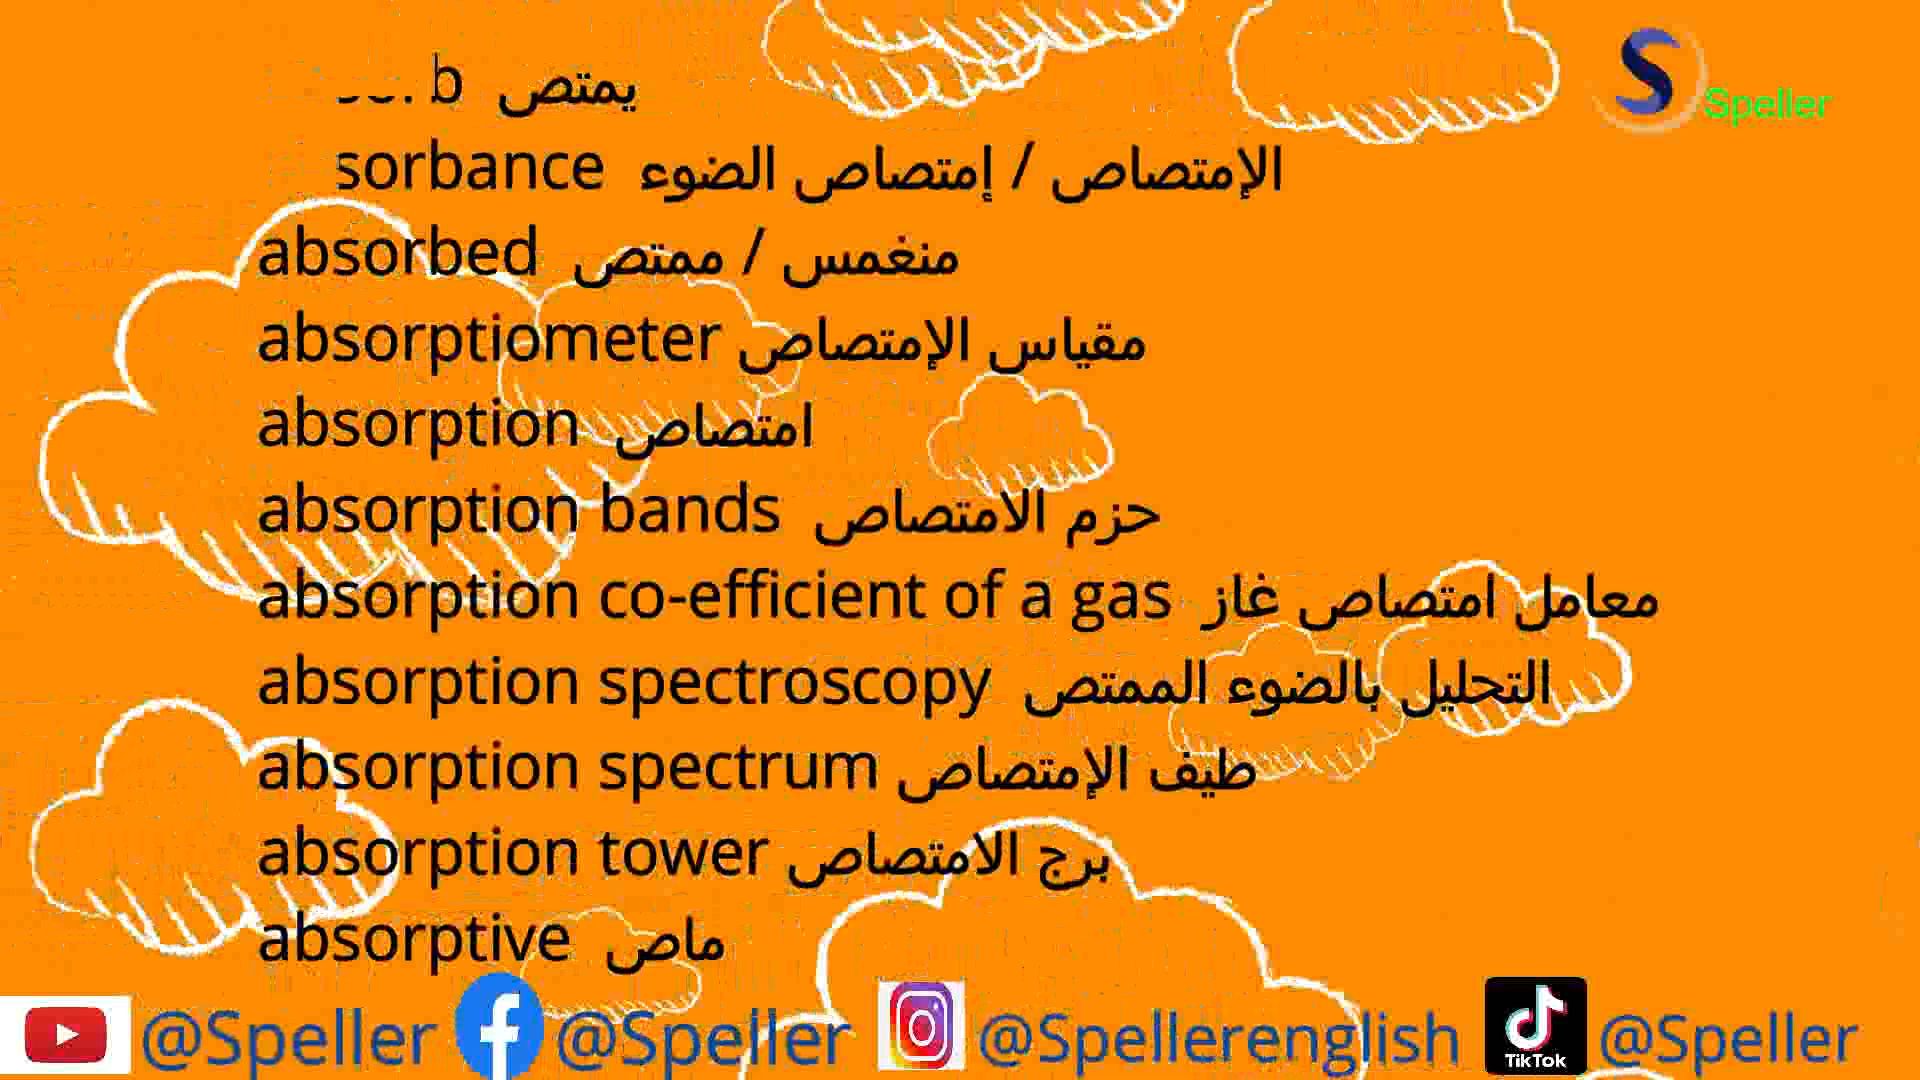 Speller
b يمتص
sorbance الإمتصاص / إمتصاص الضوء
absorbed منغمس / ممتص
absorptiometer مقياس الإمتصاص
absorption امتصاص
absorption bands حزم الامتصاص
absorption co-efficient of a gas معامل امتصاص غاز
absorption spectroscopy التحليل بالضوء الممتص
absorption spectrum طيف الإمتصاص
absorption tower برج الامتصاص
absorptive ماص
@Speller @Speller @Spellerenglish TikTok @Speller